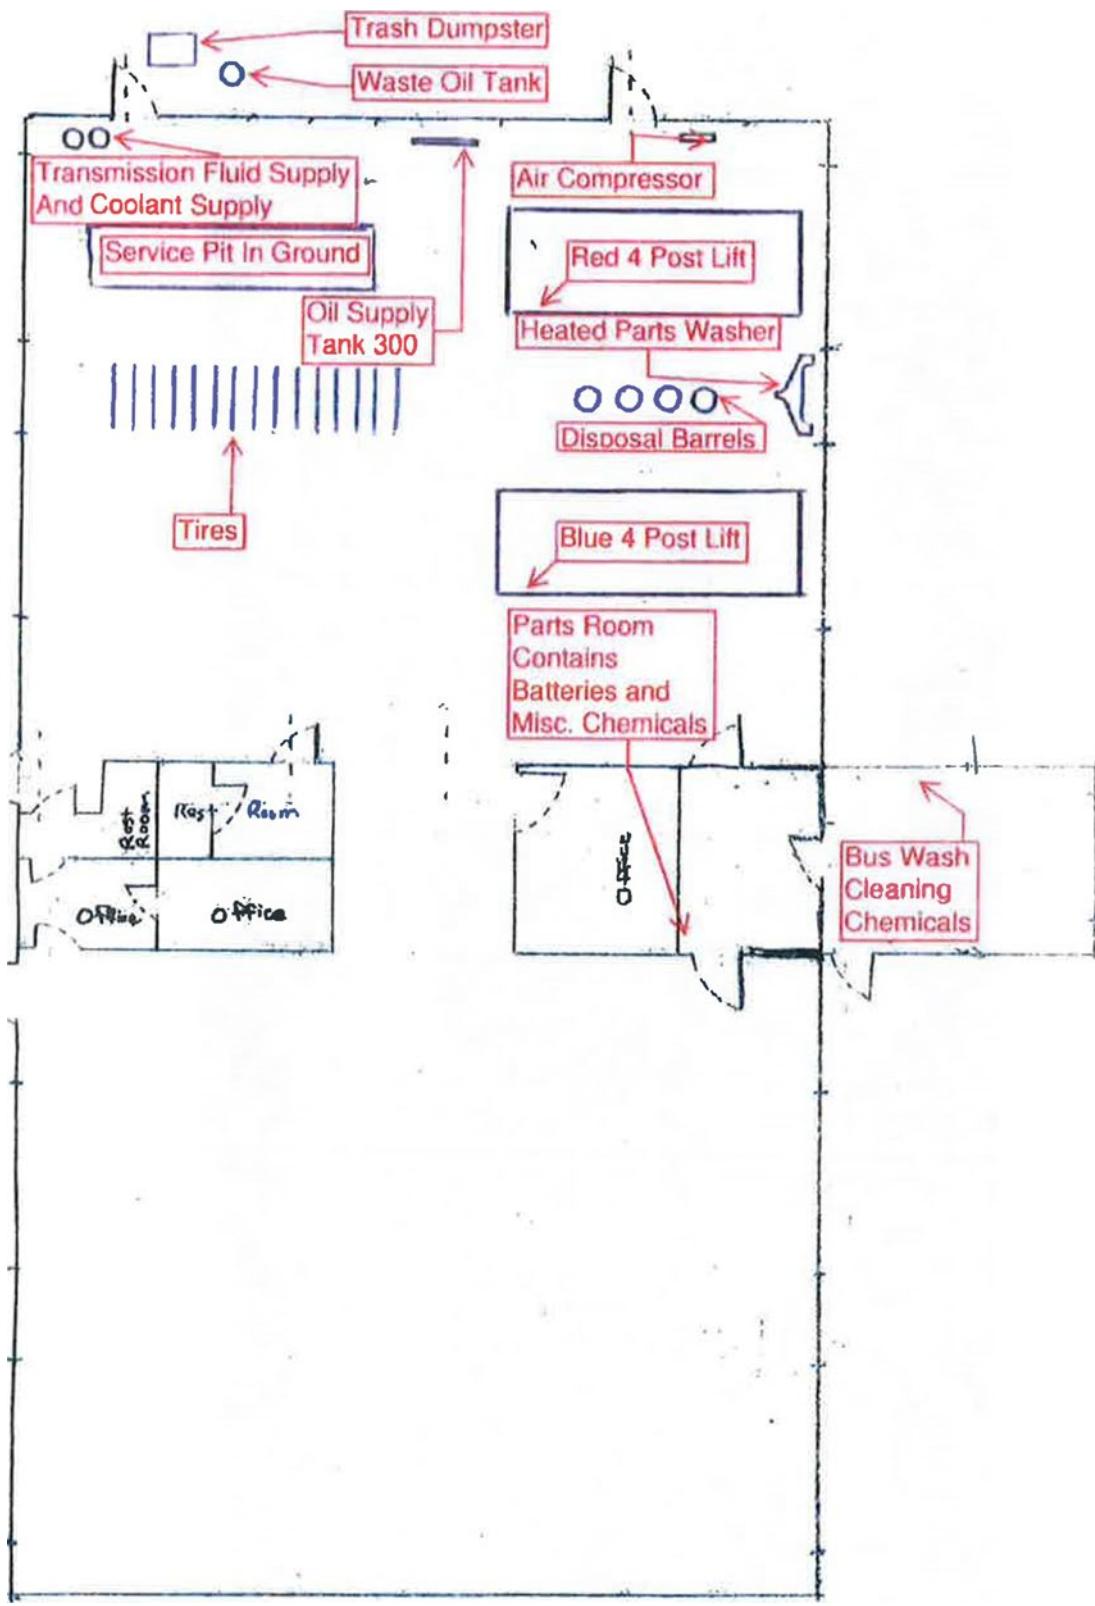 Trash Dumpster
Waste Oil Tank
Transmission Fluid Supply
And Coolant Supply
Air Compressor
Service Pit In Ground
Red 4 Post Lift
Oil Supply
Tank 300
Heated Parts Washer
Disposal Barrels
Tires
Blue 4 Post Lift
Parts Room
Contains
Batteries and
Misc. Chemicals
Rest
Room
Rest Room
Office
Office
Office
Bus Wash
Cleaning
Chemicals